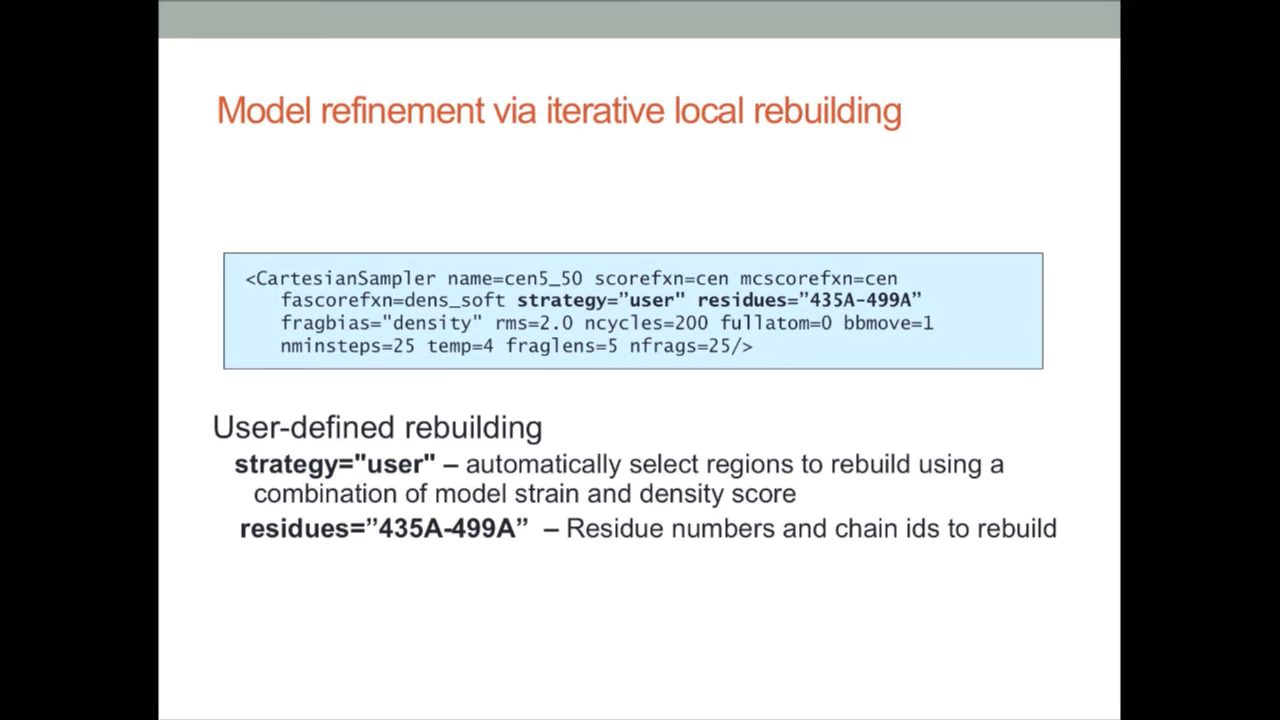 Model refinement via iterative local rebuilding
<CartesianSampler name=cen5_50 scorefxn=cen mcscorefxn=cen
fascorefxn=dens_soft strategy=”user" residues=”435A-499A”
fragbias="density" rms=2.0 ncycles=200 fullatom=0 bbmove=1
nminsteps=25 temp=4 fraglens=5 nfrags=25/>
User-defined rebuilding
strategy="user" – automatically select regions to rebuild using a
combination of model strain and density score
residues=”435A-499A” – Residue numbers and chain ids to rebuild